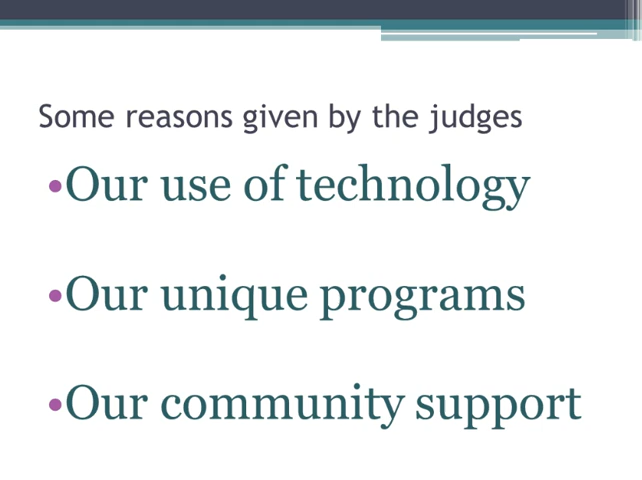 Some reasons given by the judges
•Our use of technology
•Our unique programs
•Our community support